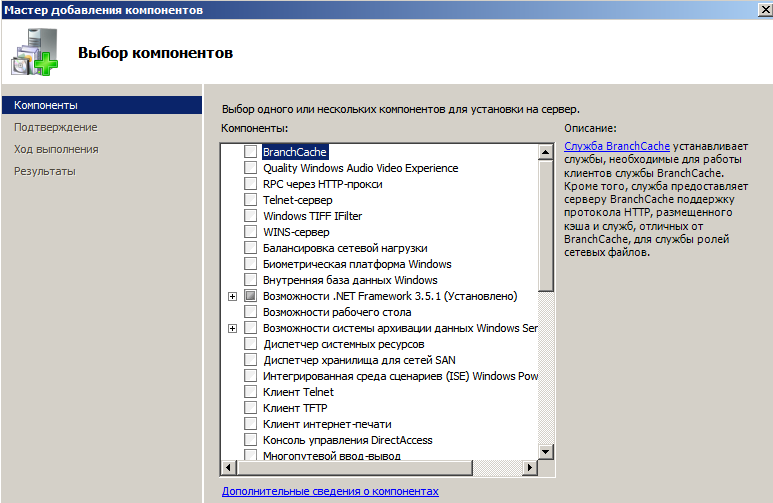 Мастер добавления компонентов
Выбор компонентов
Компоненты
Подтверждение
Ход выполнения
Результаты
Выбор одного или нескольких компонентов для установки на сервер.
Компоненты:
BranchCache
Quality Windows Audio Video Experience
RPC через HTTP-прокси
Telnet-сервер
Windows TIFF IFilter
WINS-сервер
Балансировка сетевой нагрузки
Биометрическая платформа Windows
Внутренняя база данных Windows
Возможности .NET Framework 3.5.1 (Установлено)
Возможности рабочего стола
Возможности системы архивации данных Windows Ser
Диспетчер системных ресурсов
Диспетчер хранилища для сетей SAN
Интегрированная среда сценариев (ISE) Windows Pow
Клиент Telnet
Клиент TFTP
Клиент интернет-печати
Консоль управления DirectAccess
Многопутевой ввод-вывод
Описание:
Служба BranchCache устанавливает
службы, необходимые для работы
клиентов службы BranchCache.
Кроме того, служба предоставляет
серверу BranchCache поддержку
протокола HTTP, размещенного
кэша и служб, отличных от
BranchCache, для службы ролей
сетевых файлов.
Дополнительные сведения о компонентах